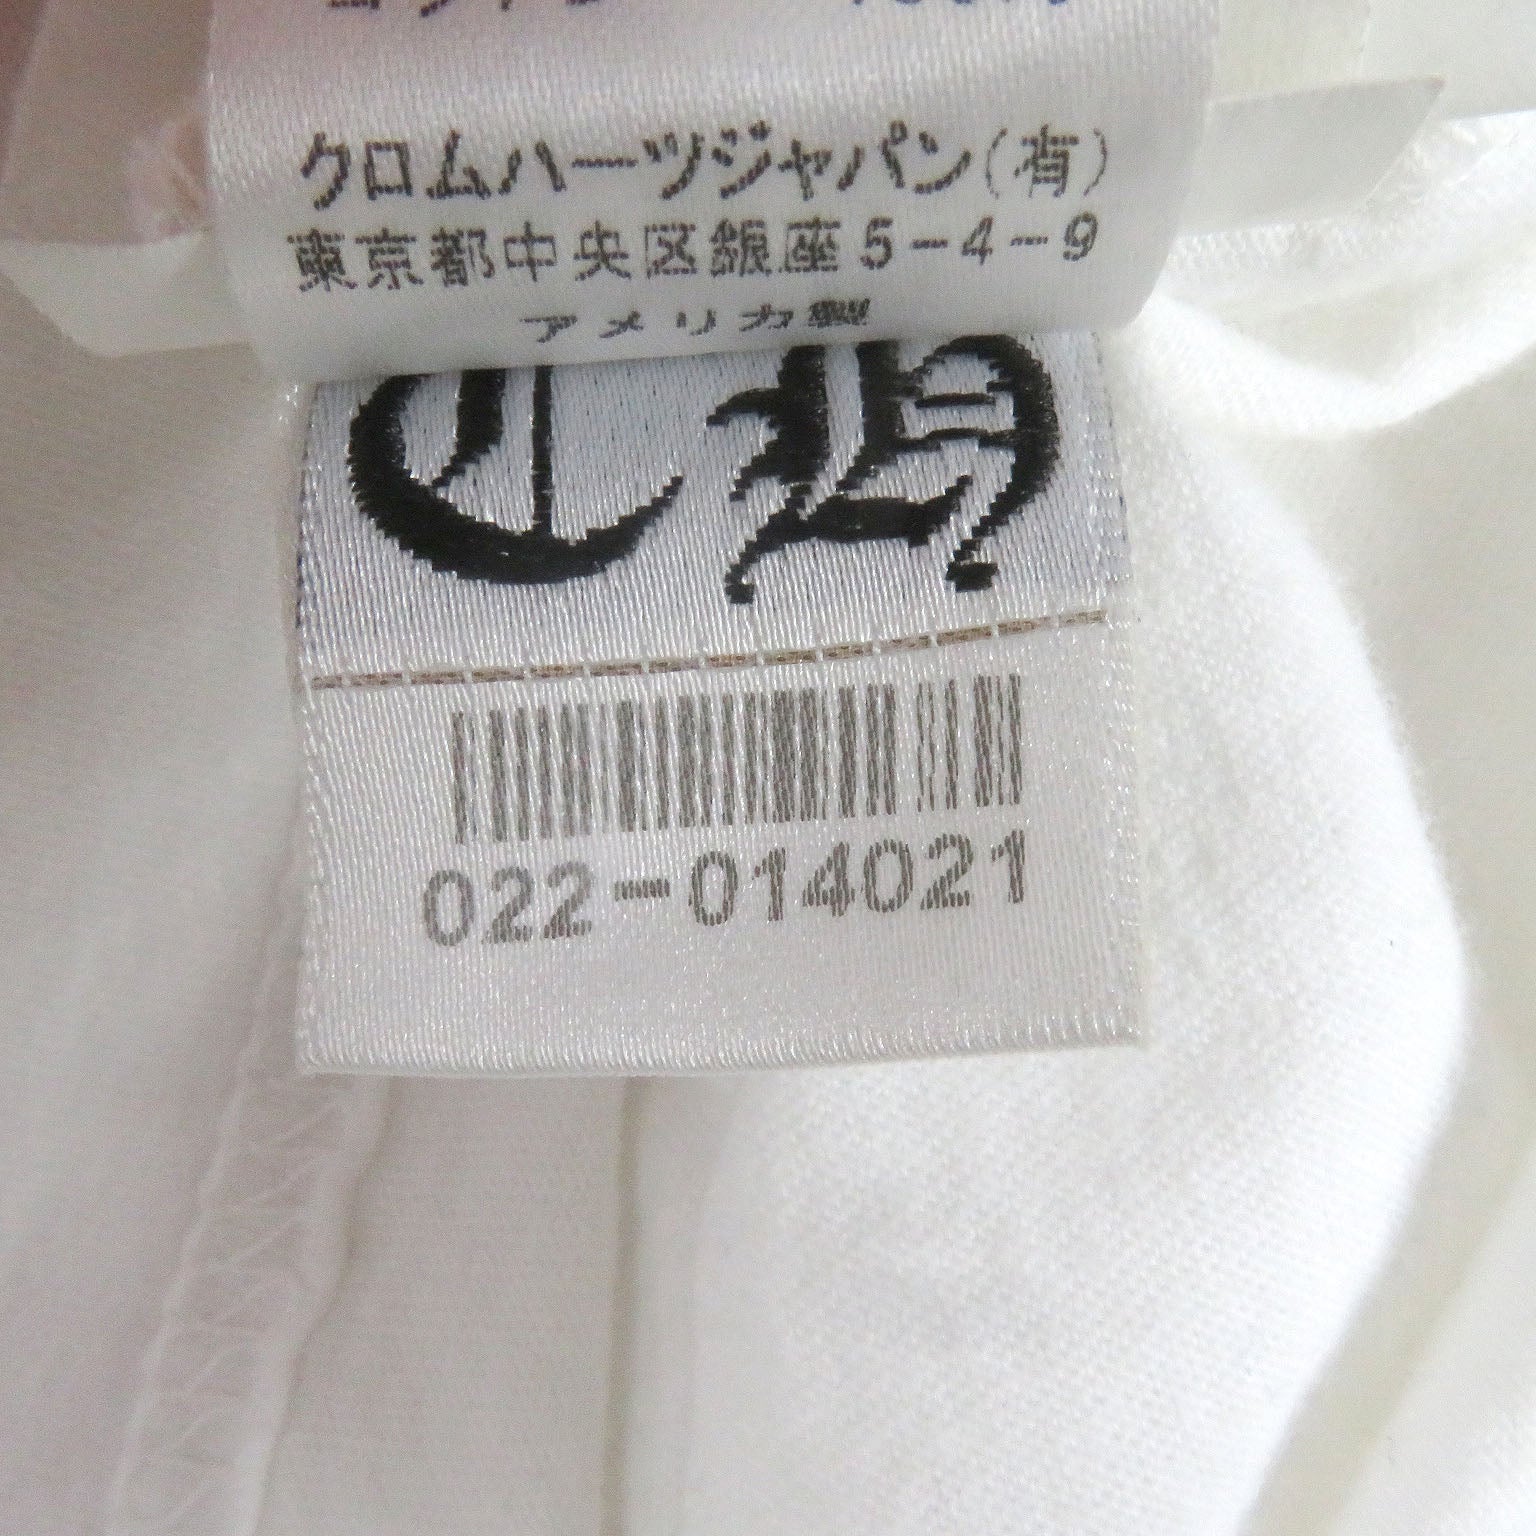 クロムハーツジャパン(有)
東京都中央区銀座5-4-9
アメリカ製
CH
022-014021